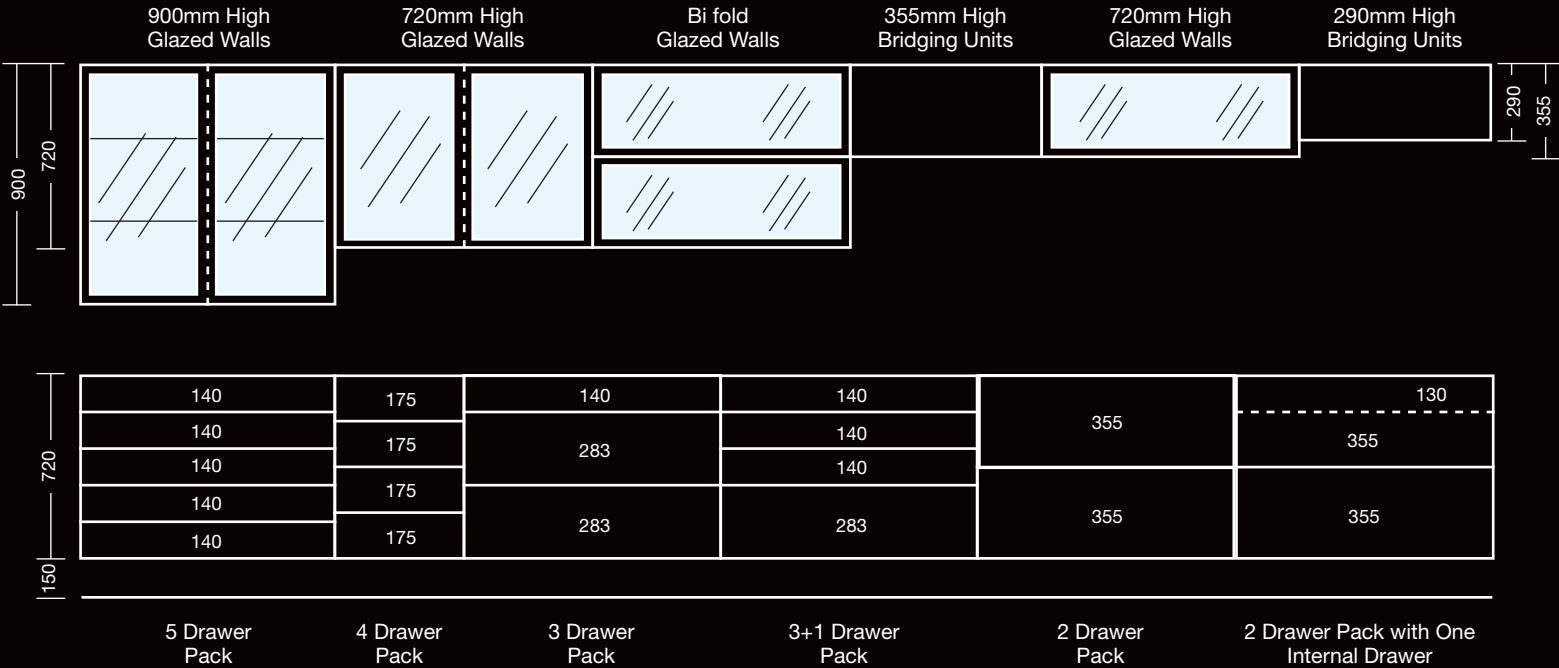 900mm High
Glazed Walls
720mm High
Glazed Walls
Bi fold
Glazed Walls
355mm High
Bridging Units
720mm High
Glazed Walls
290mm High
Bridging Units
900
720
290
355
720
150
140
140
140
140
140
175
175
175
175
140
283
283
140
140
140
283
355
355
130
355
355
5 Drawer
Pack
4 Drawer
Pack
3 Drawer
Pack
3+1 Drawer
Pack
2 Drawer
Pack
2 Drawer Pack with One
Internal Drawer